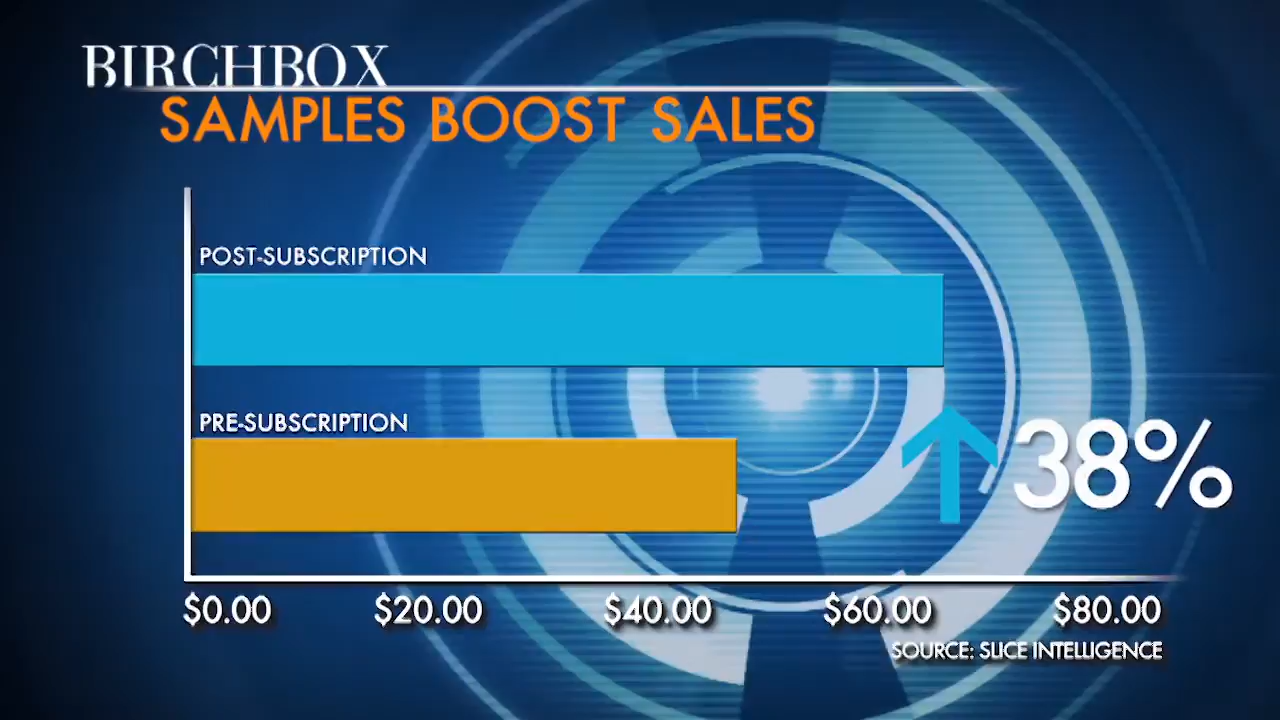 BIRCHBOX
SAMPLES BOOST SALES
POST-SUBSCRIPTION
PRE-SUBSCRIPTION
38%
$0.00 $20.00 $40.00 $60.00 $80.00
SOURCE: SLICE INTELLIGENCE